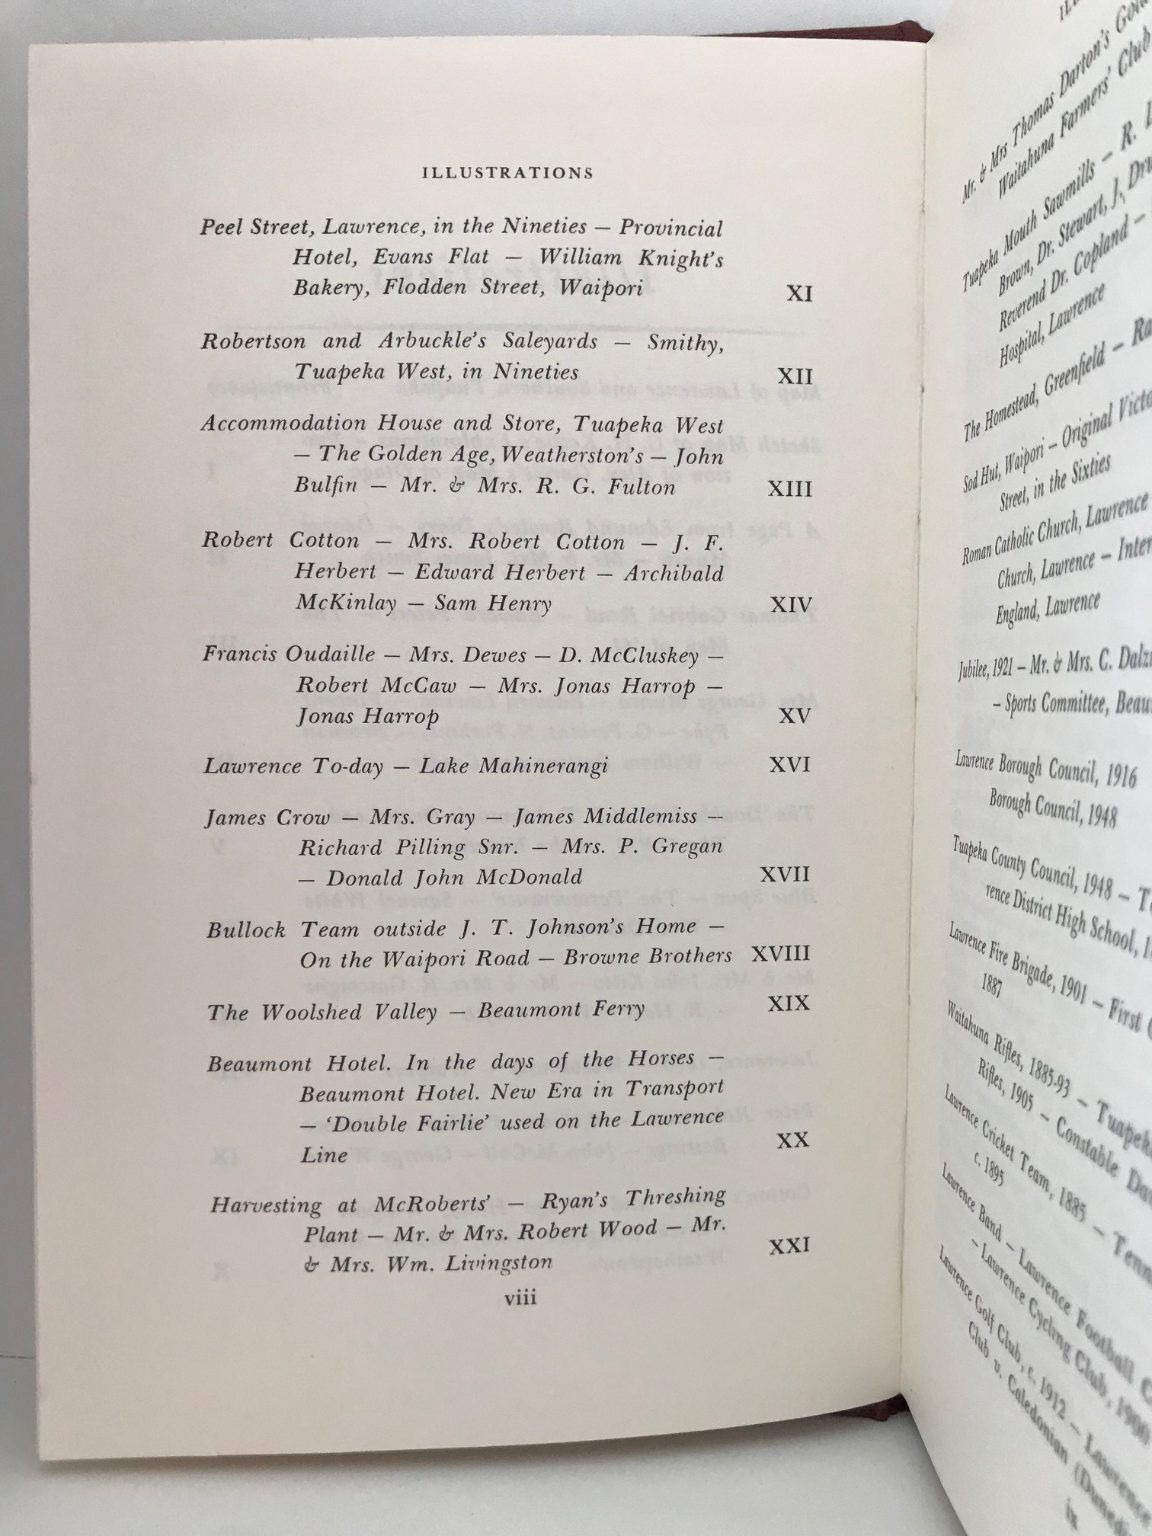 ILLUSTRATIONS
Peel Street, Lawrence, in the Nineties — Provincial
Hotel, Evans Flat — William Knight's
Bakery, Flodden Street, Waipori XI
Robertson and Arbuckle's Saleyards — Smithy,
Tuapeka West, in Nineties XII
Accommodation House and Store, Tuapeka West
— The Golden Age, Weatherston's — John
Bulfin — Mr. & Mrs. R. G. Fulton XIII
Robert Cotton — Mrs. Robert Cotton — J. F.
Herbert — Edward Herbert — Archibald
McKinlay — Sam Henry XIV
Francis Oudaille — Mrs. Dewes — D. McCluskey —
Robert McCaw — Mrs. Jonas Harrop —
Jonas Harrop XV
Lawrence To-day — Lake Mahinerangi XVI
James Crow — Mrs. Gray — James Middlemiss —
Richard Pilling Snr. — Mrs. P. Gregan
— Donald John McDonald XVII
Bullock Team outside J. T. Johnson's Home —
On the Waipori Road — Browne Brothers XVIII
The Woolshed Valley — Beaumont Ferry XIX
Beaumont Hotel. In the days of the Horses —
Beaumont Hotel. New Era in Transport
— 'Double Fairlie' used on the Lawrence
Line XX
Harvesting at McRoberts' — Ryan's Threshing
Plant — Mr. & Mrs. Robert Wood — Mr.
& Mrs. Wm. Livingston XXI
viii
Mr. & Mrs Thomas Darton's
Waitahuna Farmers' Club
Tuapeka Mouth Sawmills — R.
Brown, Dr. Stewart, J.
Reverend Dr. Copland —
Hospital, Lawrence
The Homestead, Greenfield —
Sod Hut, Waipori — Original
Street, in the Sixties
Roman Catholic Church, Lawrence
Church, Lawrence —
England, Lawrence
Jubilee, 1921 — Mr. & Mrs. C.
— Sports Committee,
Lawrence Borough Council, 1916
Borough Council, 1948
Tuapeka County Council, 1948 —
rence District High School,
Lawrence Fire Brigade, 1901 — First
1887
Waitahuna Rifles, 1885-93 —
Rifles, 1905 — Constable
Lawrence Cricket Team, 1885 —
c. 1895
Lawrence Band — Lawrence Football
— Lawrence Cycling Club, 1900
Lawrence Golf Club, c. 1912 — Lawrence
Club v. Caledonian
ix